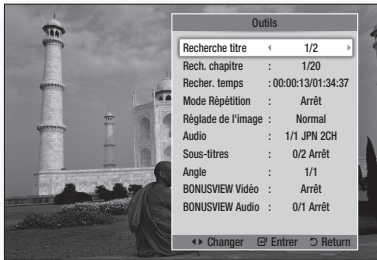 Outils
Recherche titre ◄ 1/2 ►
Rech. chapitre : 1/20
Recher. temps : 00:00:13/01:34:37
Mode Répétition : Arrêt
Réglade de l'image : Normal
Audio : 1/1 JPN 2CH
Sous-titres : 0/2 Arrêt
Angle : 1/1
BONUSVIEW Vidéo : Arrêt
BONUSVIEW Audio : 0/1 Arrêt
◄► Changer Entrer Return